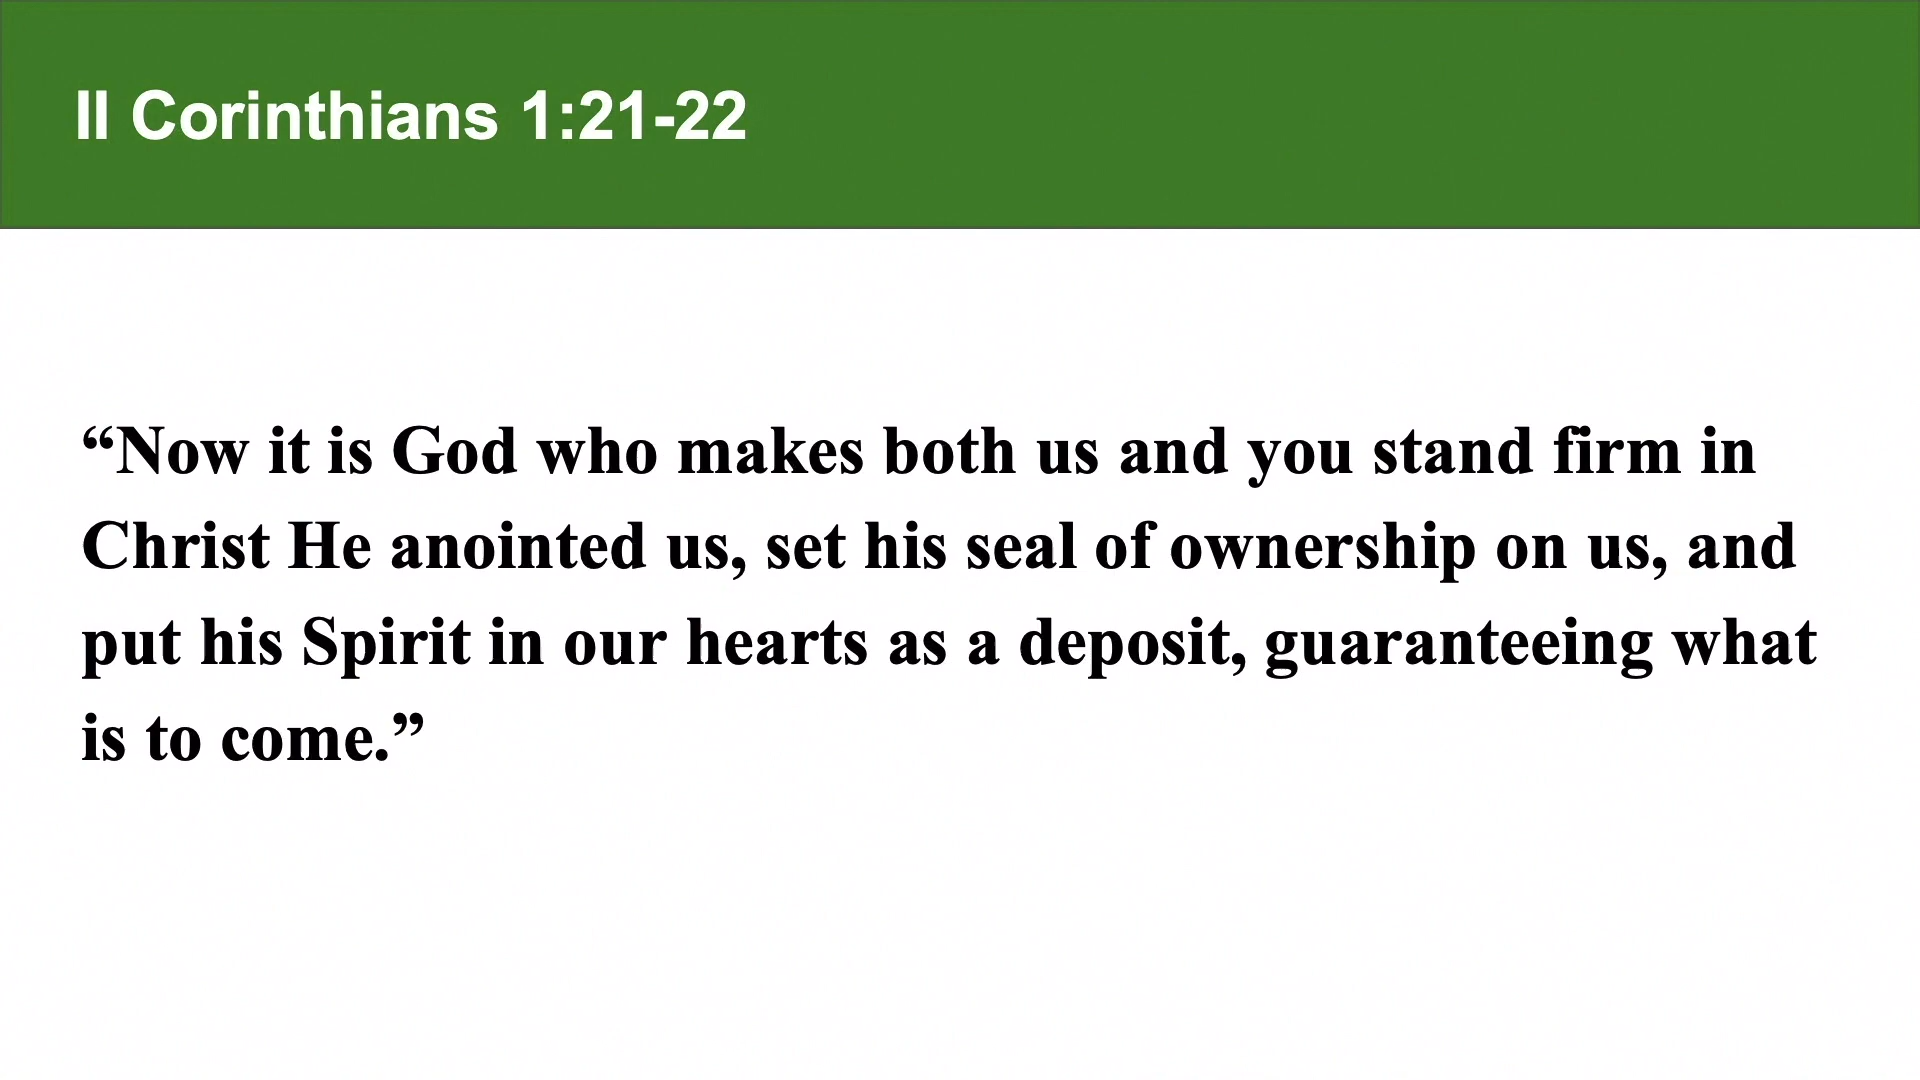 II Corinthians 1:21-22
“Now it is God who makes both us and you stand firm in
Christ He anointed us, set his seal of ownership on us, and
put his Spirit in our hearts as a deposit, guaranteeing what
is to come.”